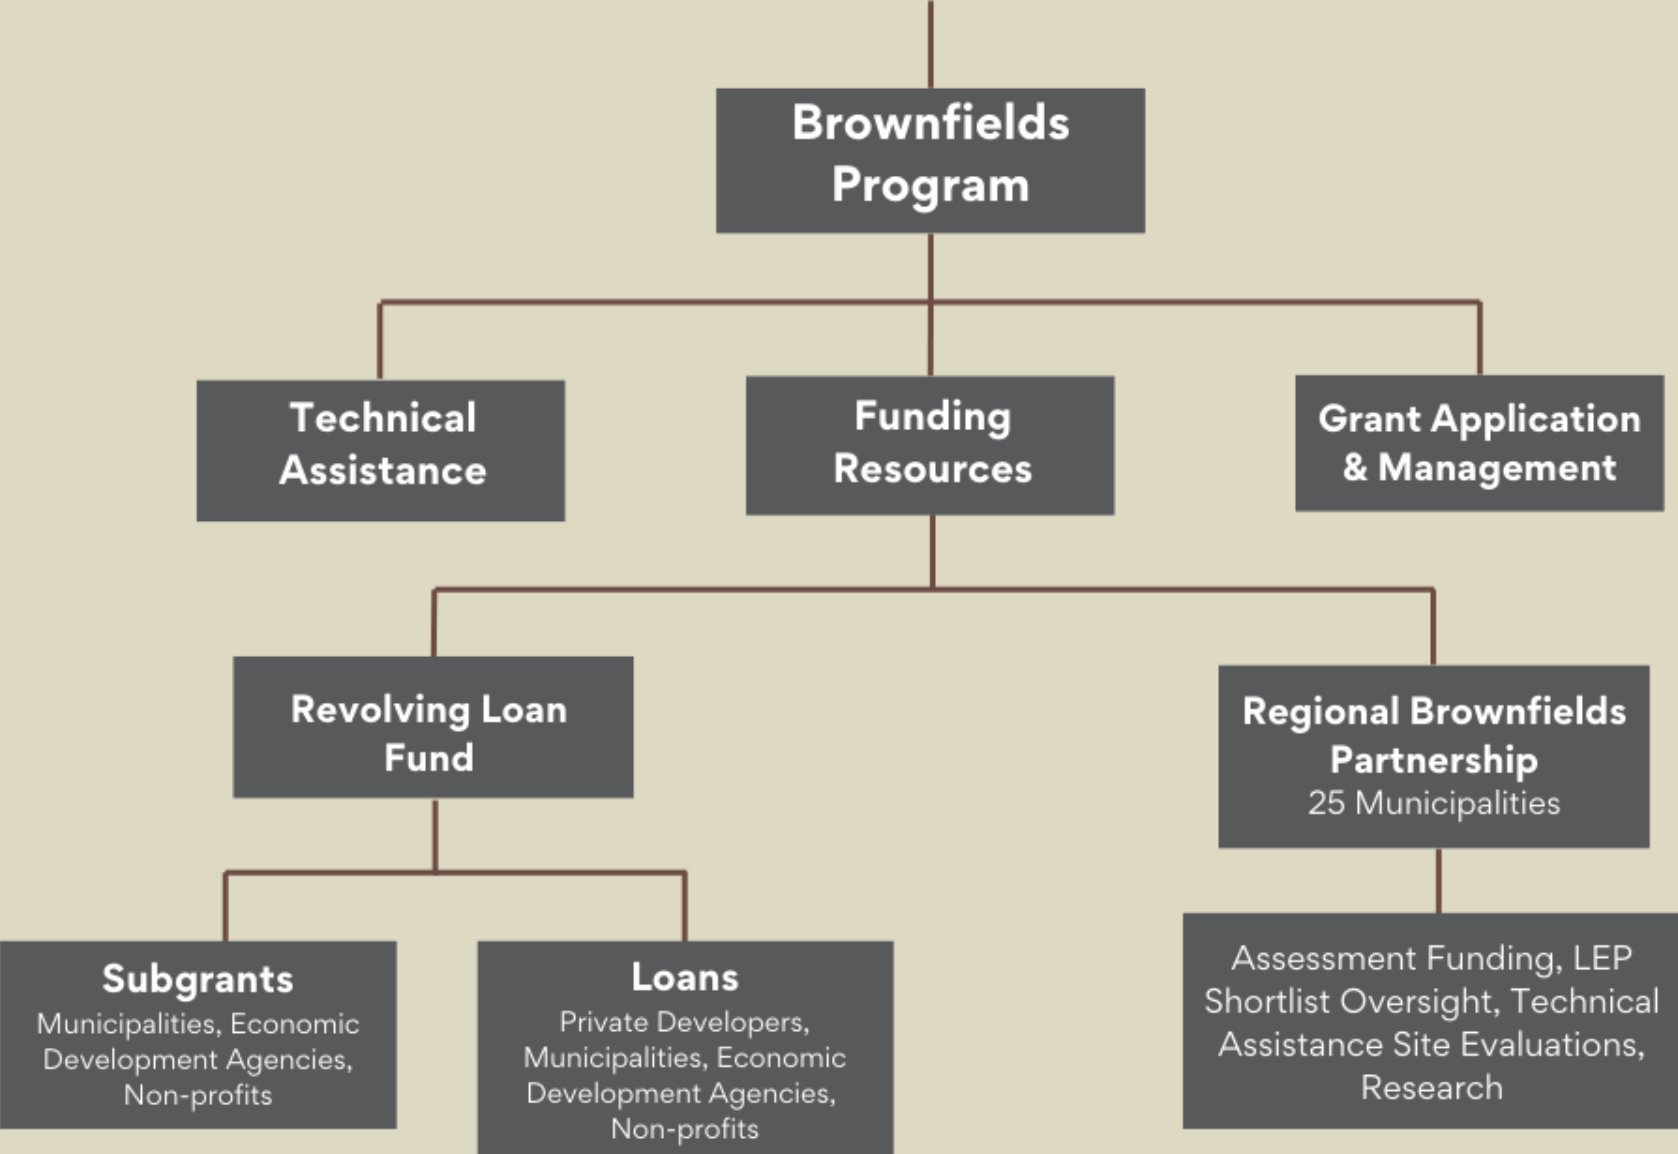 Brownfields
Program
Technical
Assistance
Funding
Resources
Grant Application
& Management
Revolving Loan
Fund
Regional Brownfields
Partnership
25 Municipalities
Subgrants
Municipalities, Economic
Development Agencies,
Non-profits
Loans
Private Developers,
Municipalities, Economic
Development Agencies,
Non-profits
Assessment Funding, LEP
Shortlist Oversight, Technical
Assistance Site Evaluations,
Research